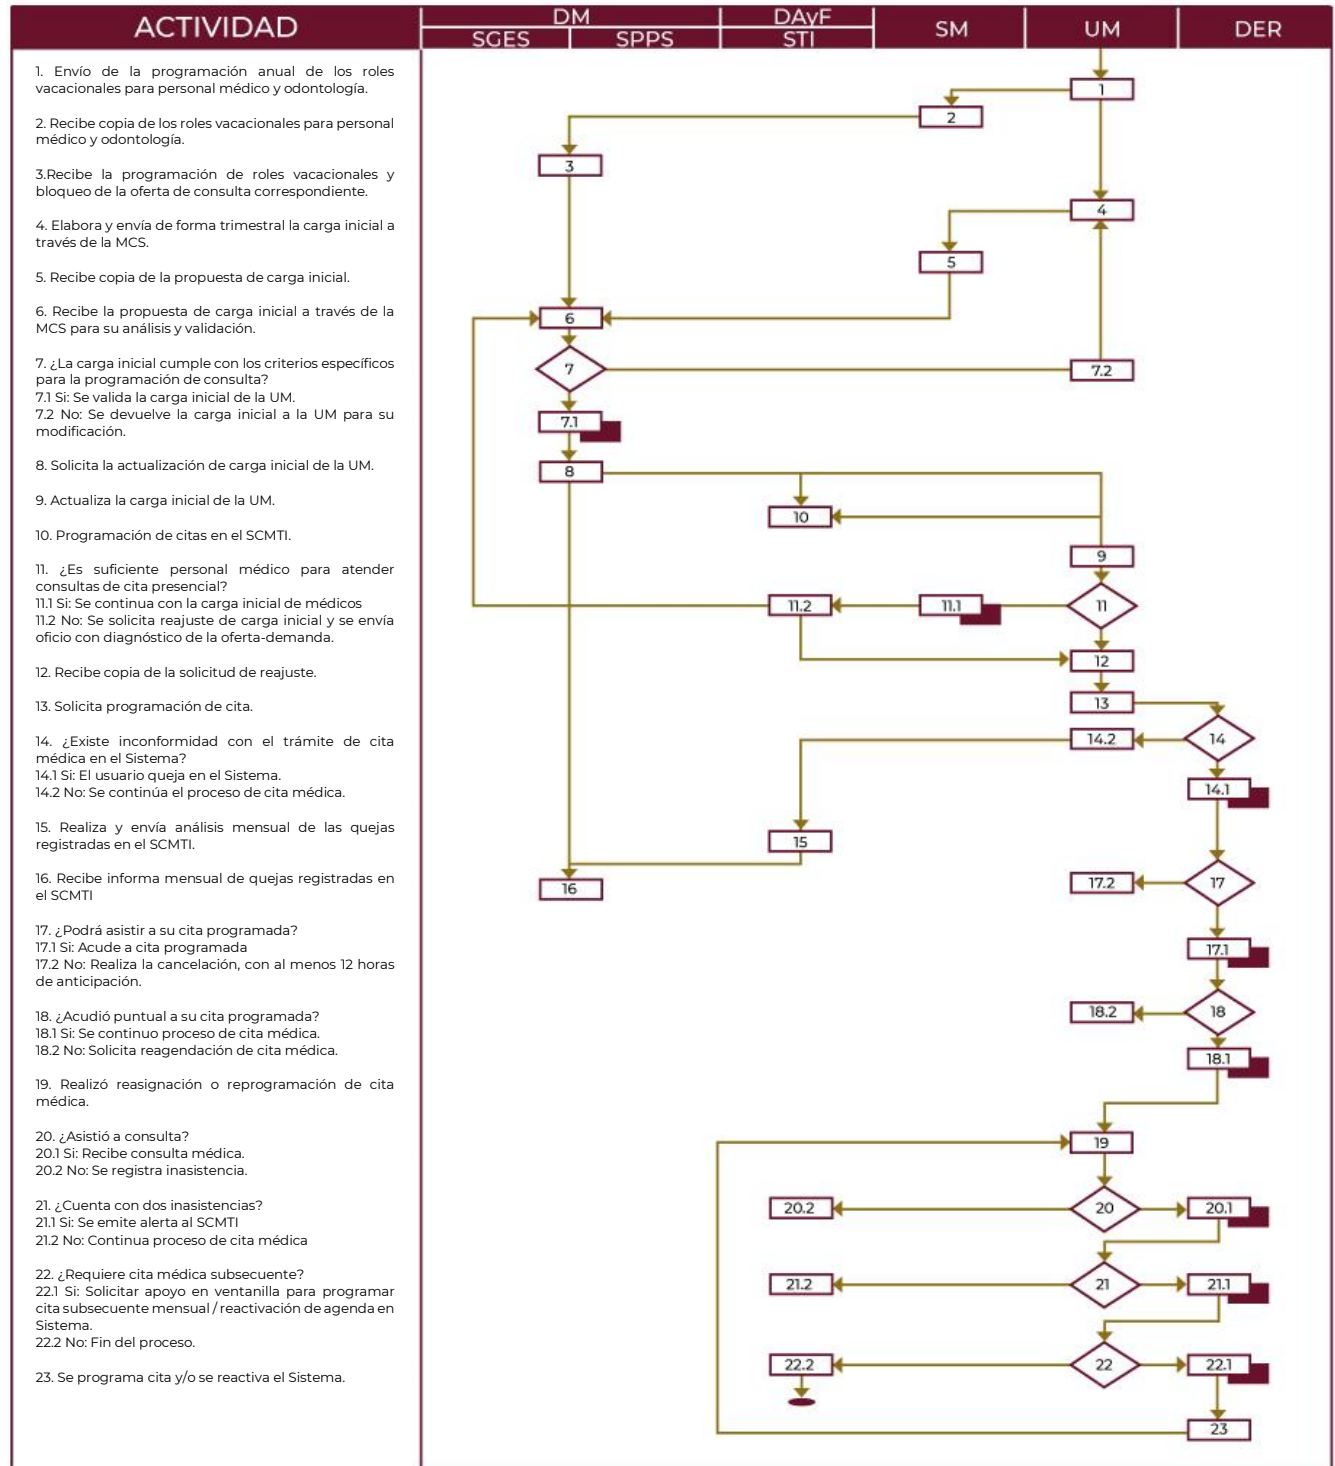 ACTIVIDAD
DM
DAyF
SM
UM
DER
SGES
SPPS
STI
1. Envío de la programación anual de los roles
vacacionales para personal médico y odontología.
2. Recibe copia de los roles vacacionales para personal
médico y odontología.
3.Recibe la programación de roles vacacionales y
bloqueo de la oferta de consulta correspondiente.
4. Elabora y envía de forma trimestral la carga inicial a
través de la MCS.
5. Recibe copia de la propuesta de carga inicial.
6. Recibe la propuesta de carga inicial a través de la
MCS para su análisis y validación.
7. ¿La carga inicial cumple con los criterios específicos
para la programación de consulta?
7.1 Si: Se valida la carga inicial de la UM.
7.2 No: Se devuelve la carga inicial a la UM para su
modificación.
8. Solicita la actualización de carga inicial de la UM.
9. Actualiza la carga inicial de la UM.
10. Programación de citas en el SCMTI.
11. ¿Es suficiente personal médico para atender
consultas de cita presencial?
11.1 Si: Se continua con la carga inicial de médicos
11.2 No: Se solicita reajuste de carga inicial y se envía
oficio con diagnóstico de la oferta-demanda.
12. Recibe copia de la solicitud de reajuste.
13. Solicita programación de cita.
14. ¿Existe inconformidad con el trámite de cita
médica en el Sistema?
14.1 Si: El usuario queja en el Sistema.
14.2 No: Se continúa el proceso de cita médica.
15. Realiza y envía análisis mensual de las quejas
registradas en el SCMTI.
16. Recibe informa mensual de quejas registradas en
el SCMTI
17. ¿Podrá asistir a su cita programada?
17.1 Si: Acude a cita programada
17.2 No: Realiza la cancelación, con al menos 12 horas
de anticipación.
18. ¿Acudió puntual a su cita programada?
18.1 Si: Se continuo proceso de cita médica.
18.2 No: Solicita reagendación de cita médica.
19. Realizó reasignación o reprogramación de cita
médica.
20. ¿Asistió a consulta?
20.1 Si: Recibe consulta médica.
20.2 No: Se registra inasistencia.
21. ¿Cuenta con dos inasistencias?
21.1 Si: Se emite alerta al SCMTI
21.2 No: Continua proceso de cita médica
22. ¿Requiere cita médica subsecuente?
22.1 Si: Solicitar apoyo en ventanilla para programar
cita subsecuente mensual / reactivación de agenda en
Sistema.
22.2 No: Fin del proceso.
23. Se programa cita y/o se reactiva el Sistema.
1
2
3
4
5
6
7
7.2
7.1
8
10
9
11.2
11.1
11
12
13
14.2
14
14.1
15
16
17.2
17
17.1
18.2
18
18.1
19
20.2
20
20.1
21.2
21
21.1
22.2
22
22.1
23